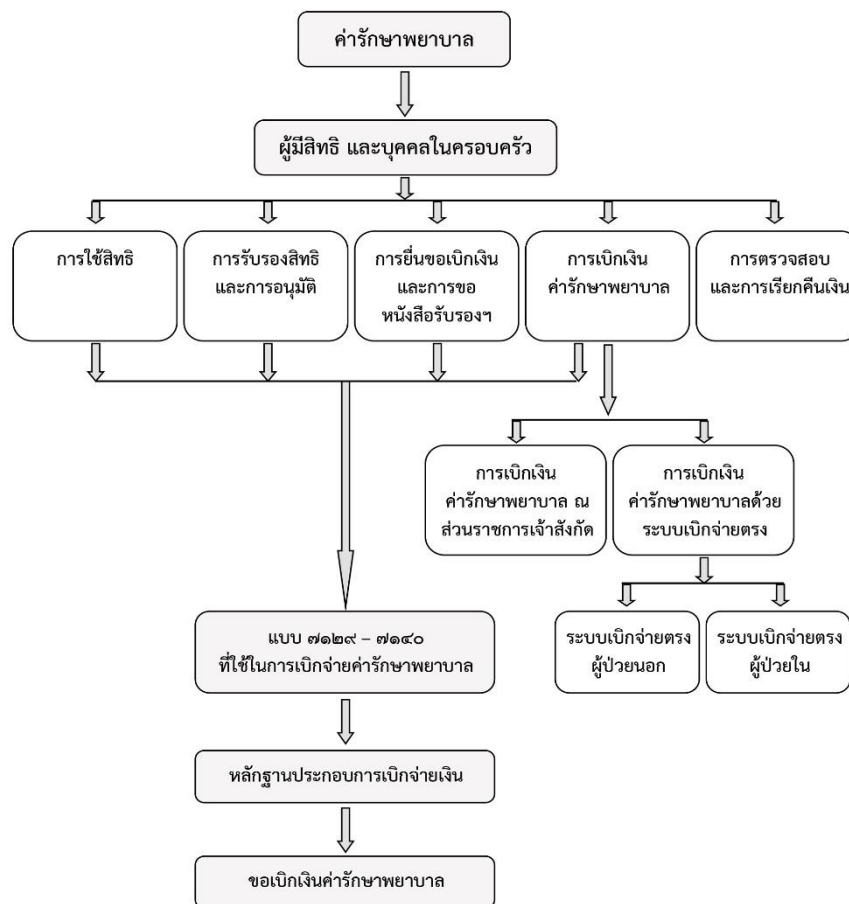 ค่ารักษาพยาบาล
ผู้มีสิทธิ และบุคคลในครอบครัว
การใช้สิทธิ
การรับรองสิทธิ
และการอนุมัติ
การยื่นขอเบิกเงิน
และการขอ
หนังสือรับรองฯ
การเบิกเงิน
ค่ารักษาพยาบาล
การตรวจสอบ
และการเรียกคืนเงิน
การเบิกเงิน
ค่ารักษาพยาบาล ณ
ส่วนราชการเจ้าสังกัด
การเบิกเงิน
ค่ารักษาพยาบาลด้วย
ระบบเบิกจ่ายตรง
ระบบเบิกจ่ายตรง
ผู้ป่วยนอก
ระบบเบิกจ่ายตรง
ผู้ป่วยใน
แบบ ๗๑๒๙ – ๗๑๔๐
ที่ใช้ในการเบิกจ่ายค่ารักษาพยาบาล
หลักฐานประกอบการเบิกจ่ายเงิน
ขอเบิกเงินค่ารักษาพยาบาล